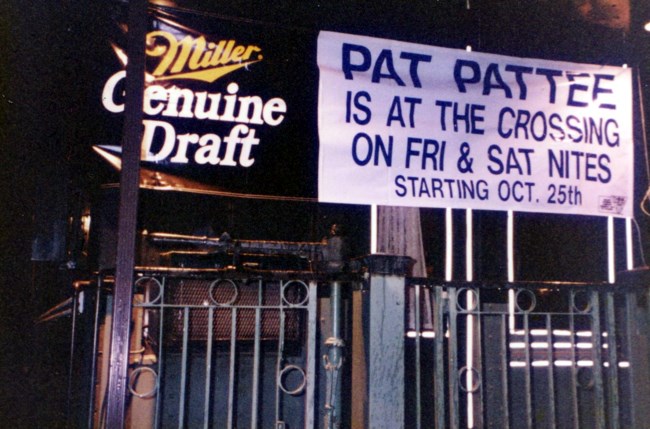 Miller
Genuine
Draft
PAT PATTEE
IS AT THE CROSSING
ON FRI & SAT NITES
STARTING OCT. 25th